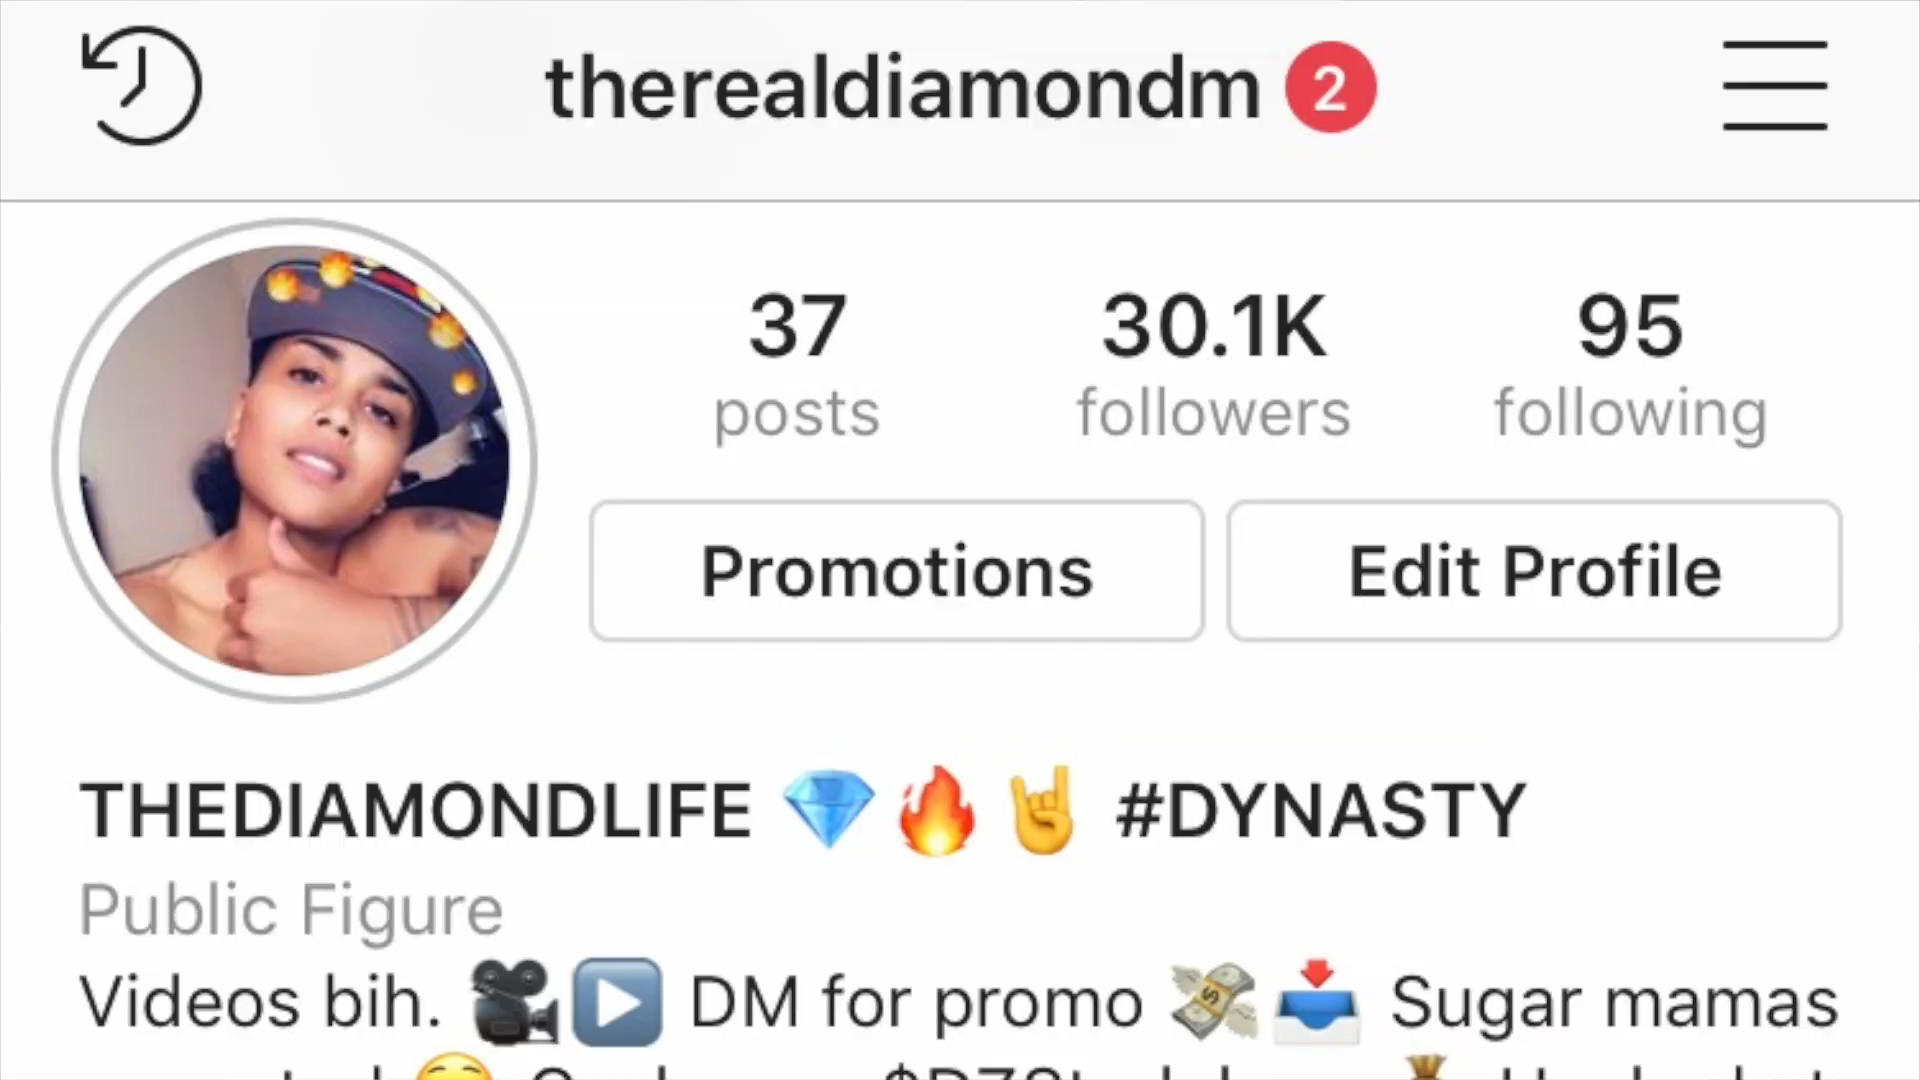 therealdiamondm 2
37 30.1K 95
posts followers following
Promotions Edit Profile
THEDIAMONDLIFE 💎🔥🤘 #DYNASTY
Public Figure
Videos bih. 🎥▶️ DM for promo 💸📥 Sugar mamas